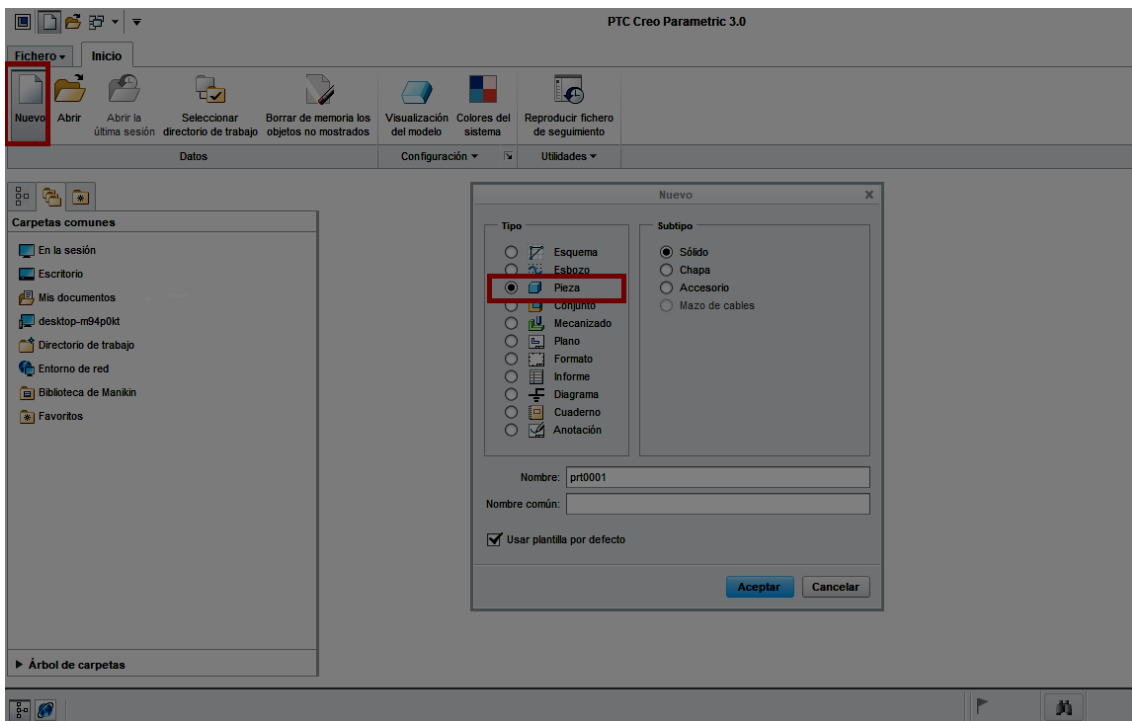 PTC Creo Parametric 3.0
Fichero
Inicio
Nuevo
Abrir
Abrir la
última sesión
Seleccionar
directorio de trabajo
Borrar de memoria los
objetos no mostrados
Visualización
del modelo
Colores del
sistema
Reproducir fichero
de seguimiento
Datos
Configuración
Utilidades
Carpetas comunes
En la sesión
Escritorio
Mis documentos
desktop-m94p0kt
Directorio de trabajo
Entorno de red
Biblioteca de Manikin
Favoritos
Árbol de carpetas
Nuevo
Tipo
Esquema
Esbozo
Pieza
Conjunto
Mecanizado
Plano
Formato
Informe
Diagrama
Cuaderno
Anotación
Subtipo
Sólido
Chapa
Accesorio
Mazo de cables
Nombre: prt0001
Nombre común:
Usar plantilla por defecto
Aceptar
Cancelar